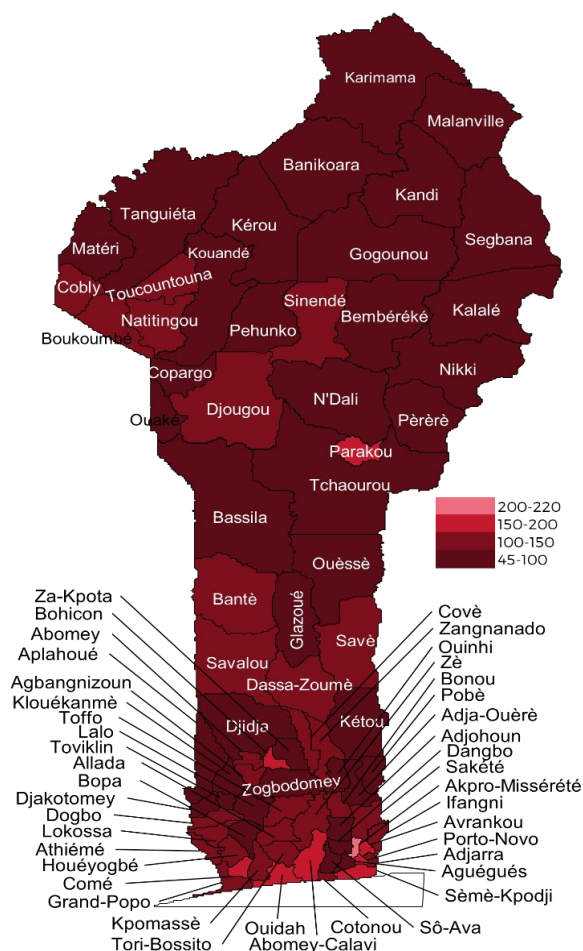 Karimama
Malanville
Banikoara
Kandi
Tanguiéta
Kérou
Segbana
Matéri
Kouandé
Gogounou
Cobly
Toucountouna
Sinendé
Kalalé
Natitingou
Bembéréké
Boukoumbé
Pehunko
Nikki
Copargo
N'Dali
Djougou
Ouaké
Pèrèrè
Parakou
Tchaourou
200-220
150-200
100-150
45-100
Bassila
Ouèssè
Bantè
Glazoué
Savè
Savalou
Dassa-Zoumè
Djidja
Kétou
Zogbodomey
Za-Kpota
Bohicon
Abomey
Aplahoué
Agbangnizoun
Klouékanmè
Toffo
Lalo
Toviklin
Allada
Bopa
Djakotomey
Dogbo
Lokossa
Athiémé
Houéyogbé
Comé
Grand-Popo
Kpomassè
Tori-Bossito
Ouidah
Abomey-Calavi
Cotonou
Sô-Ava
Covè
Zangnanado
Ouinhi
Zè
Bonou
Pobè
Adja-Ouèrè
Adjohoun
Dangbo
Sakété
Akpro-Missérété
Ifangni
Avrankou
Porto-Novo
Adjarra
Aguégués
Sèmè-Kpodji